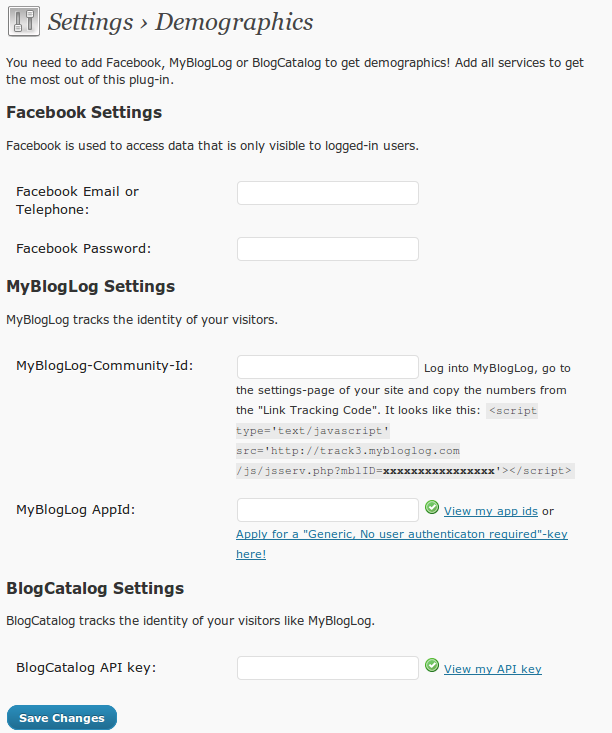 Settings › Demographics
You need to add Facebook, MyBlogLog or BlogCatalog to get demographics! Add all services to get
the most out of this plug-in.
Facebook Settings
Facebook is used to access data that is only visible to logged-in users.
Facebook Email or
Telephone:
Facebook Password:
MyBlogLog Settings
MyBlogLog tracks the identity of your visitors.
MyBlogLog-Community-Id:
Log into MyBlogLog, go to
the settings-page of your site and copy the numbers from
the "Link Tracking Code". It looks like this: <script
type='text/javascript'
src='http://track3.mybloglog.com
/js/jsserv.php?mblID=xxxxxxxxxxxxxxxx'></script>
MyBlogLog AppId:
View my app ids or
Apply for a "Generic, No user authenticaton required"-key
here!
BlogCatalog Settings
BlogCatalog tracks the identity of your visitors like MyBlogLog.
BlogCatalog API key:
View my API key
Save Changes